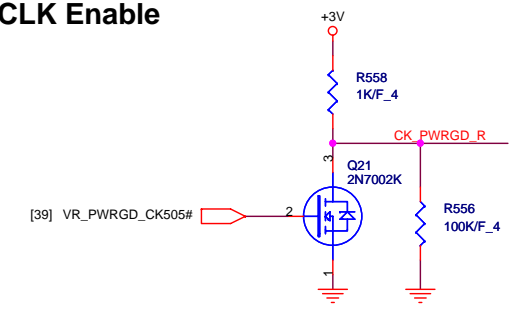 CLK Enable
+3V
R558
1K/F_4
CK_PWRGD_R
3
Q21
2N7002K
[39] VR_PWRGD_CK505#
2
R556
100K/F_4
1